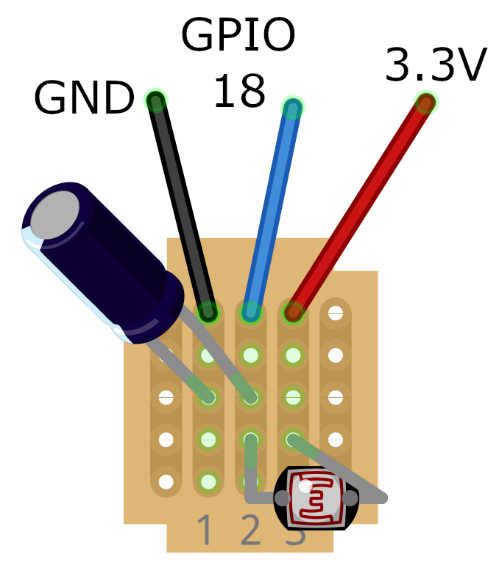 GPIO
18
3.3V
GND
1 2 3